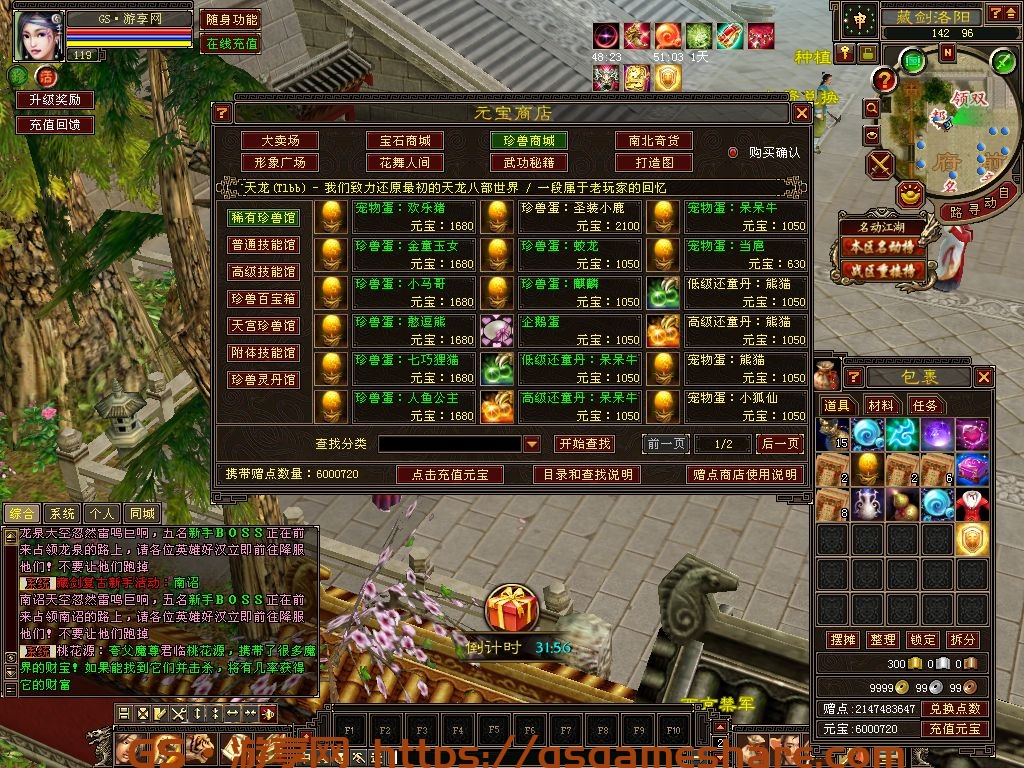 GS·游享网
119
随身功能
在线充值
升级奖励
充值回馈
48:23
51:03
1天
种植
藏剑洛阳
142 96
N
领双
府
前
名
自动寻路
名动江湖
元宝商店
大卖场
宝石商城
珍兽商城
南北奇货
形象广场
花舞人间
武功秘籍
打造图
购买确认
天龙(Tlbb) - 我们致力还原最初的天龙八部世界 / 一段属于老玩家的回忆
稀有珍兽馆
普通技能馆
高级技能馆
珍兽百宝箱
天宫珍兽馆
附体技能馆
珍兽灵丹馆
宠物蛋:欢乐猪
元宝:1680
珍兽蛋:圣装小鹿
元宝:2100
宠物蛋:呆呆牛
元宝:1050
珍兽蛋:金童玉女
元宝:1680
珍兽蛋:蛟龙
元宝:1050
宠物蛋:当扈
元宝:630
珍兽蛋:小马哥
元宝:1680
珍兽蛋:麒麟
元宝:1050
低级还童丹:熊猫
元宝:1050
珍兽蛋:憨逗熊
元宝:1680
企鹅蛋
元宝:1050
高级还童丹:熊猫
元宝:1050
珍兽蛋:七巧狸猫
元宝:1680
低级还童丹:呆呆牛
元宝:1050
宠物蛋:熊猫
元宝:1050
珍兽蛋:人鱼公主
元宝:1680
高级还童丹:呆呆牛
元宝:1050
宠物蛋:小狐仙
元宝:1050
查找分类
开始查找
前一页
1/2
后一页
携带赠点数量:6000720
点击充值元宝
目录和查找说明
赠点商店使用说明
包裹
道具
材料
任务
15
2
2
6
8
摆摊
整理
锁定
拆分
300 0 0
9999 99 99
赠点:2147483647
兑换点数
元宝:6000720
充值元宝
综合
系统
个人
同城
龙泉天空忽然雷鸣巨响，五名新手BOSS正在前
来占领龙泉的路上，请各位英雄好汉立即前往降服
他们！不要让他们跑掉
系统 藏剑复古新手活动：南诏
南诏天空忽然雷鸣巨响，五名新手BOSS正在前
来占领南诏的路上，请各位英雄好汉立即前往降服
他们！不要让他们跑掉
系统 桃花源：夸父魔尊君临桃花源，携带了很多魔
界的财宝！如果能找到它们并击杀，将有几率获得
它的财富
倒计时 31:56
F1 F2 F3 F4 F5 F6 F7 F8 F9 F10
GS - 游享网 https://gsgameshare.com